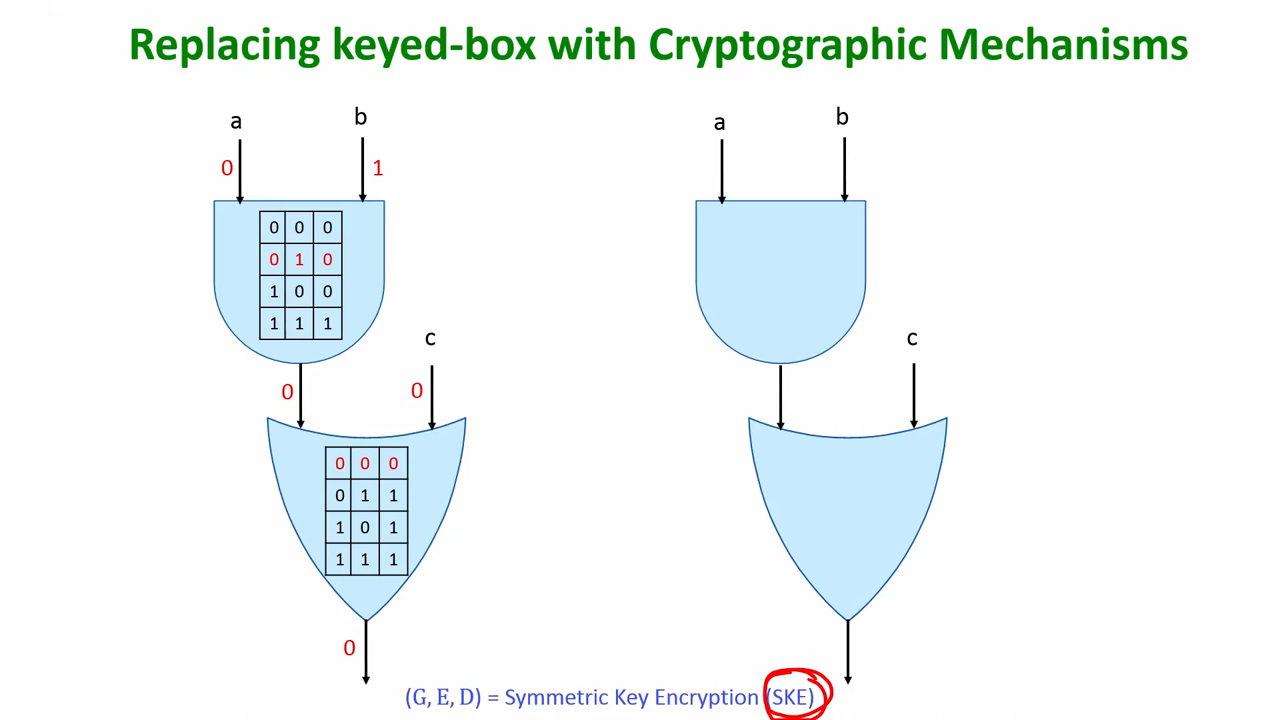 Replacing keyed-box with Cryptographic Mechanisms
a b a b
0 1
0 0 0
0 1 0
1 0 0
1 1 1
c c
0 0
0 0 0
0 1 1
1 0 1
1 1 1
0
(G, E, D) = Symmetric Key Encryption (SKE)